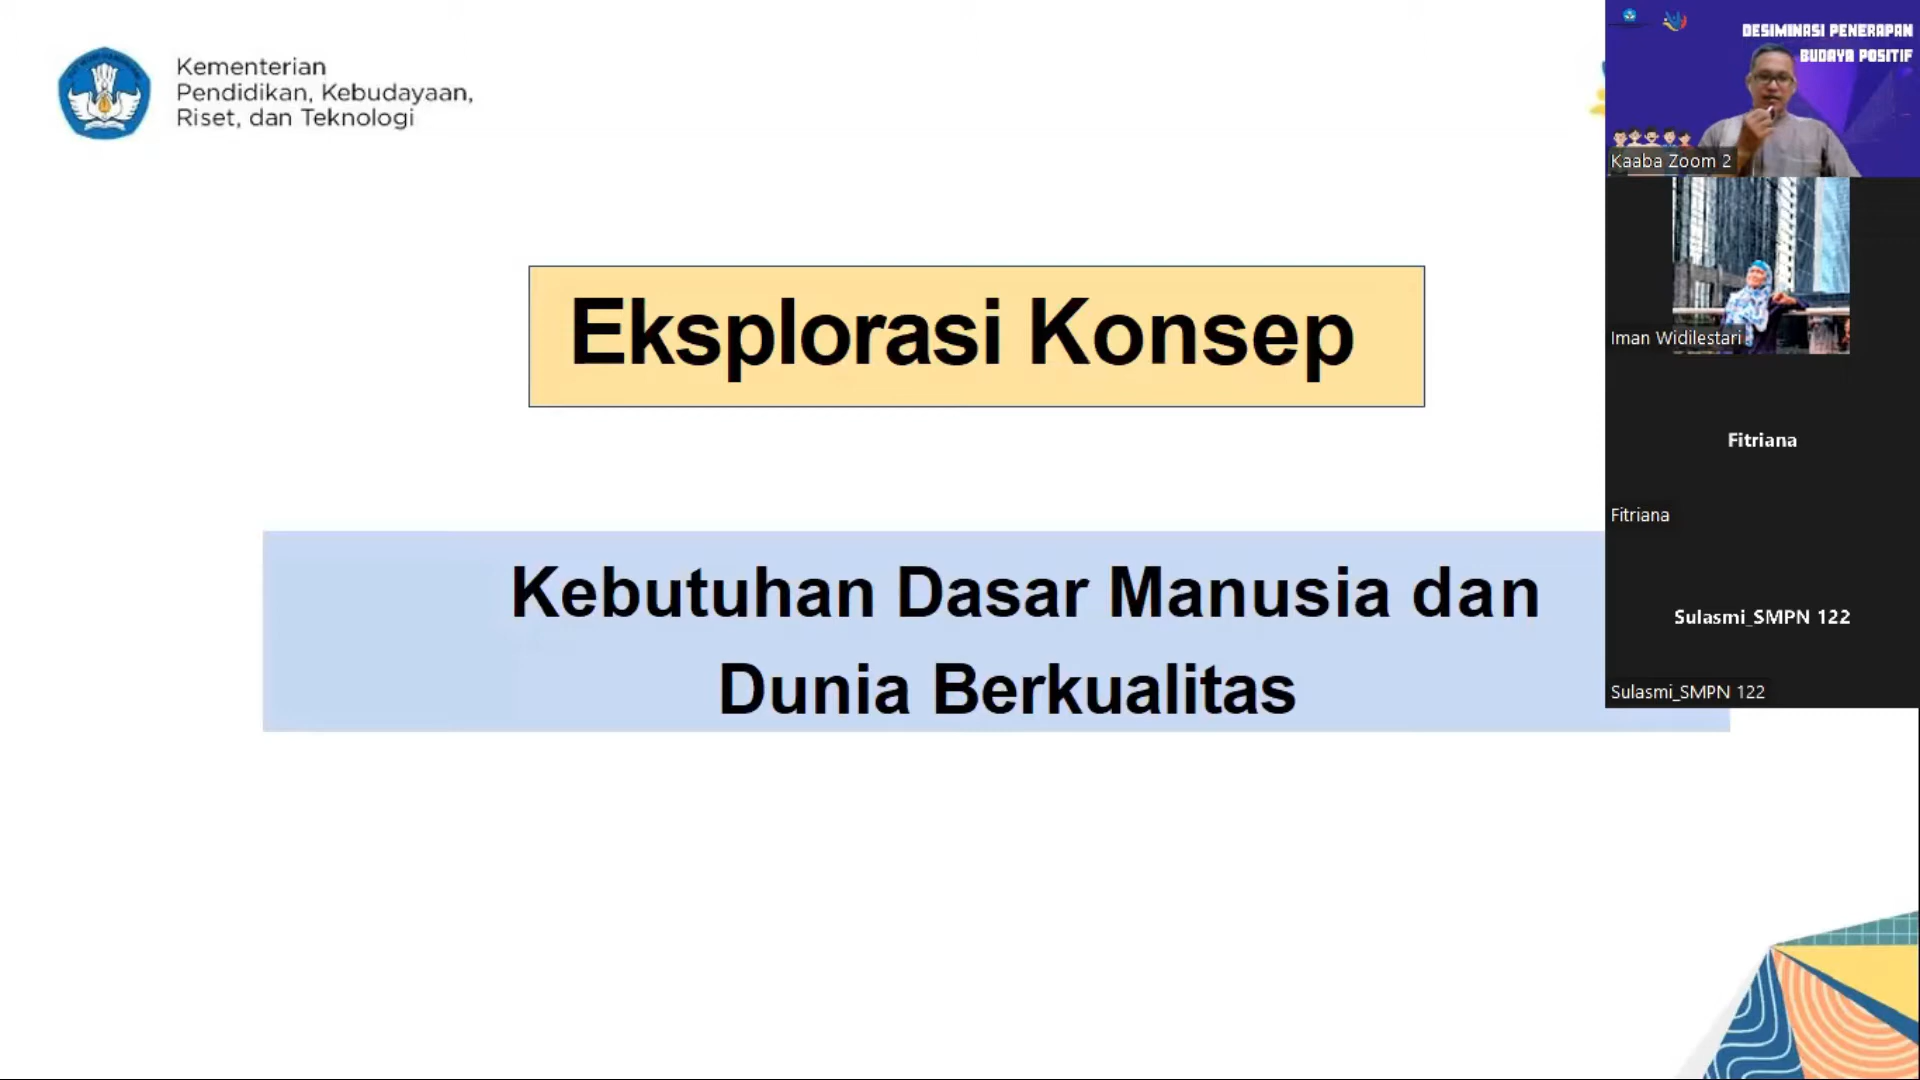 Kementerian
Pendidikan, Kebudayaan,
Riset, dan Teknologi
Eksplorasi Konsep
Kebutuhan Dasar Manusia dan
Dunia Berkualitas
DESIMINASI PENERAPAN
BUDAYA POSITIF
Kaaba Zoom 2
Iman Widilestari
Fitriana
Fitriana
Sulasmi_SMPN 122
Sulasmi_SMPN 122